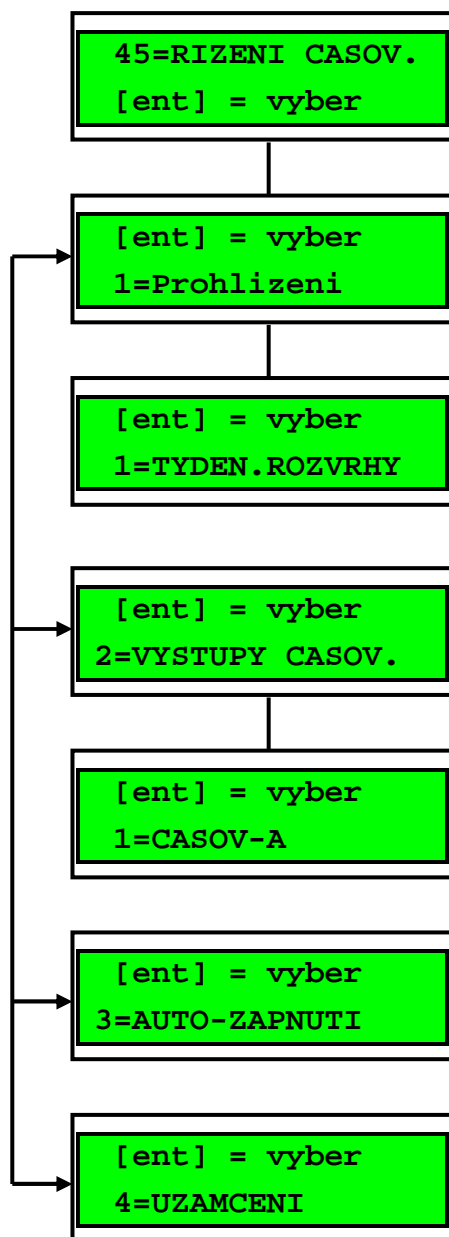 45=RIZENI CASOV.
[ent] = vyber
[ent] = vyber
1=Prohlizeni
[ent] = vyber
1=TYDEN.ROZVRHY
[ent] = vyber
2=VYSTUPY CASOV.
[ent] = vyber
1=CASOV-A
[ent] = vyber
3=AUTO-ZAPNUTI
[ent] = vyber
4=UZAMCENI